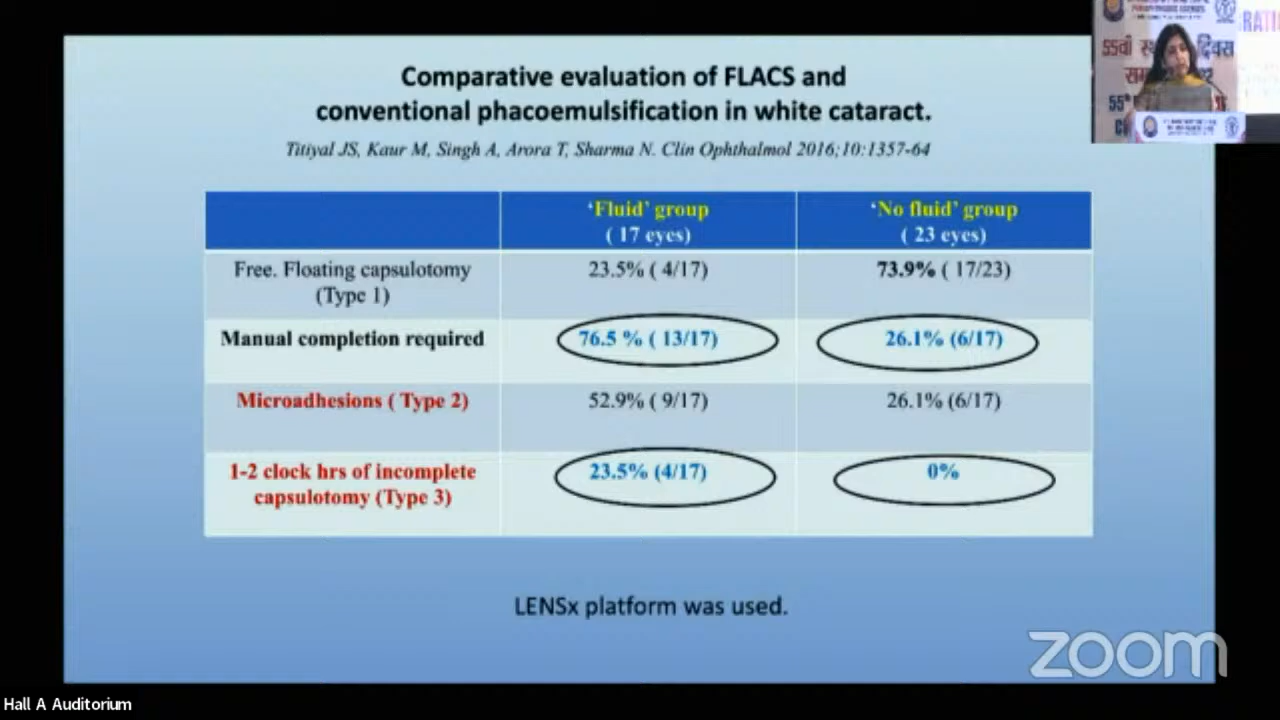 Comparative evaluation of FLACS and
conventional phacoemulsification in white cataract.
Titiyal JS, Kaur M, Singh A, Arora T, Sharma N. Clin Ophthalmol 2016;10:1357-64
‘Fluid’ group
( 17 eyes)
‘No fluid’ group
( 23 eyes)
Free. Floating capsulotomy
(Type 1)
23.5% ( 4/17)
73.9% ( 17/23)
Manual completion required
76.5 % ( 13/17)
26.1% (6/17)
Microadhesions ( Type 2)
52.9% ( 9/17)
26.1% (6/17)
1-2 clock hrs of incomplete
capsulotomy (Type 3)
23.5% (4/17)
0%
LENSx platform was used.
55वां
दिवस
55th
zoom
Hall A Auditorium